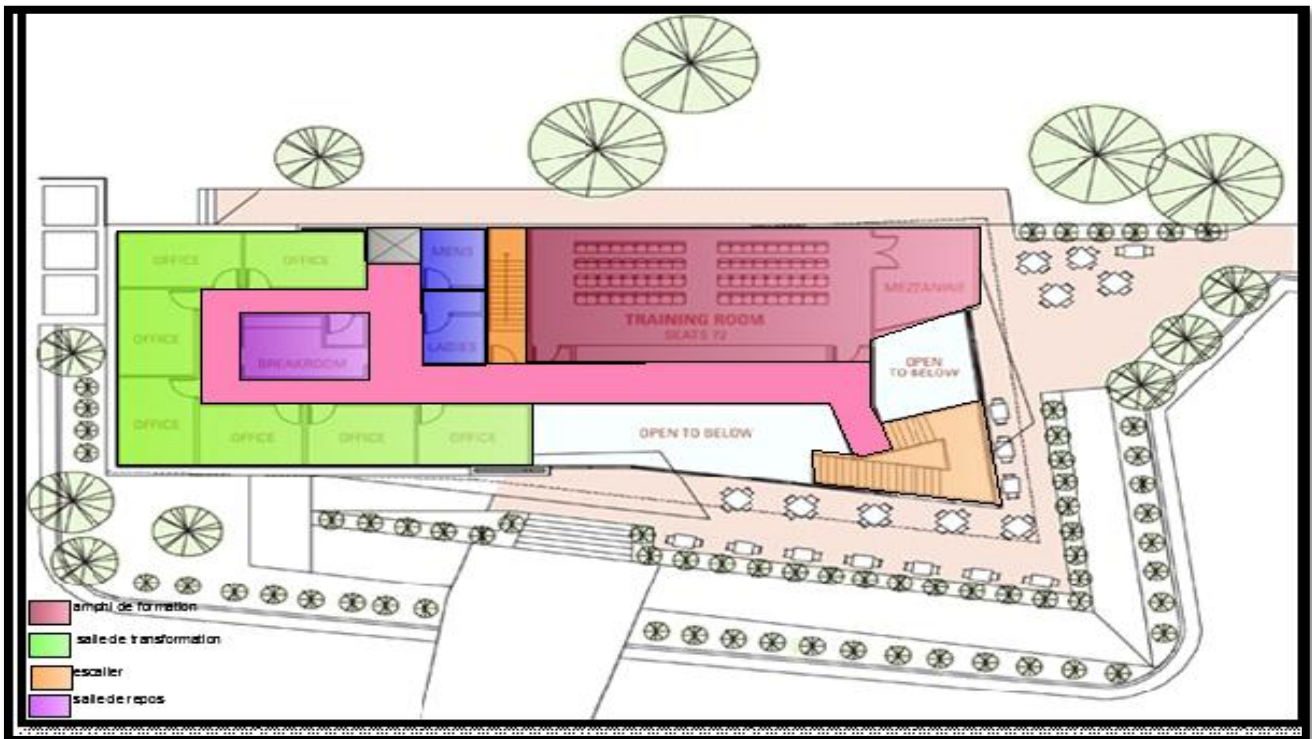 OFFICE
OFFICE
MENS
MEZZANINE
TRAINING ROOM
SEATS 72
OFFICE
LADIES
BREAKROOM
OPEN
TO BELOW
OFFICE
OFFICE
OFFICE
OFFICE
OPEN TO BELOW
amphi de formation
salle de transformation
escalier
salle de repos